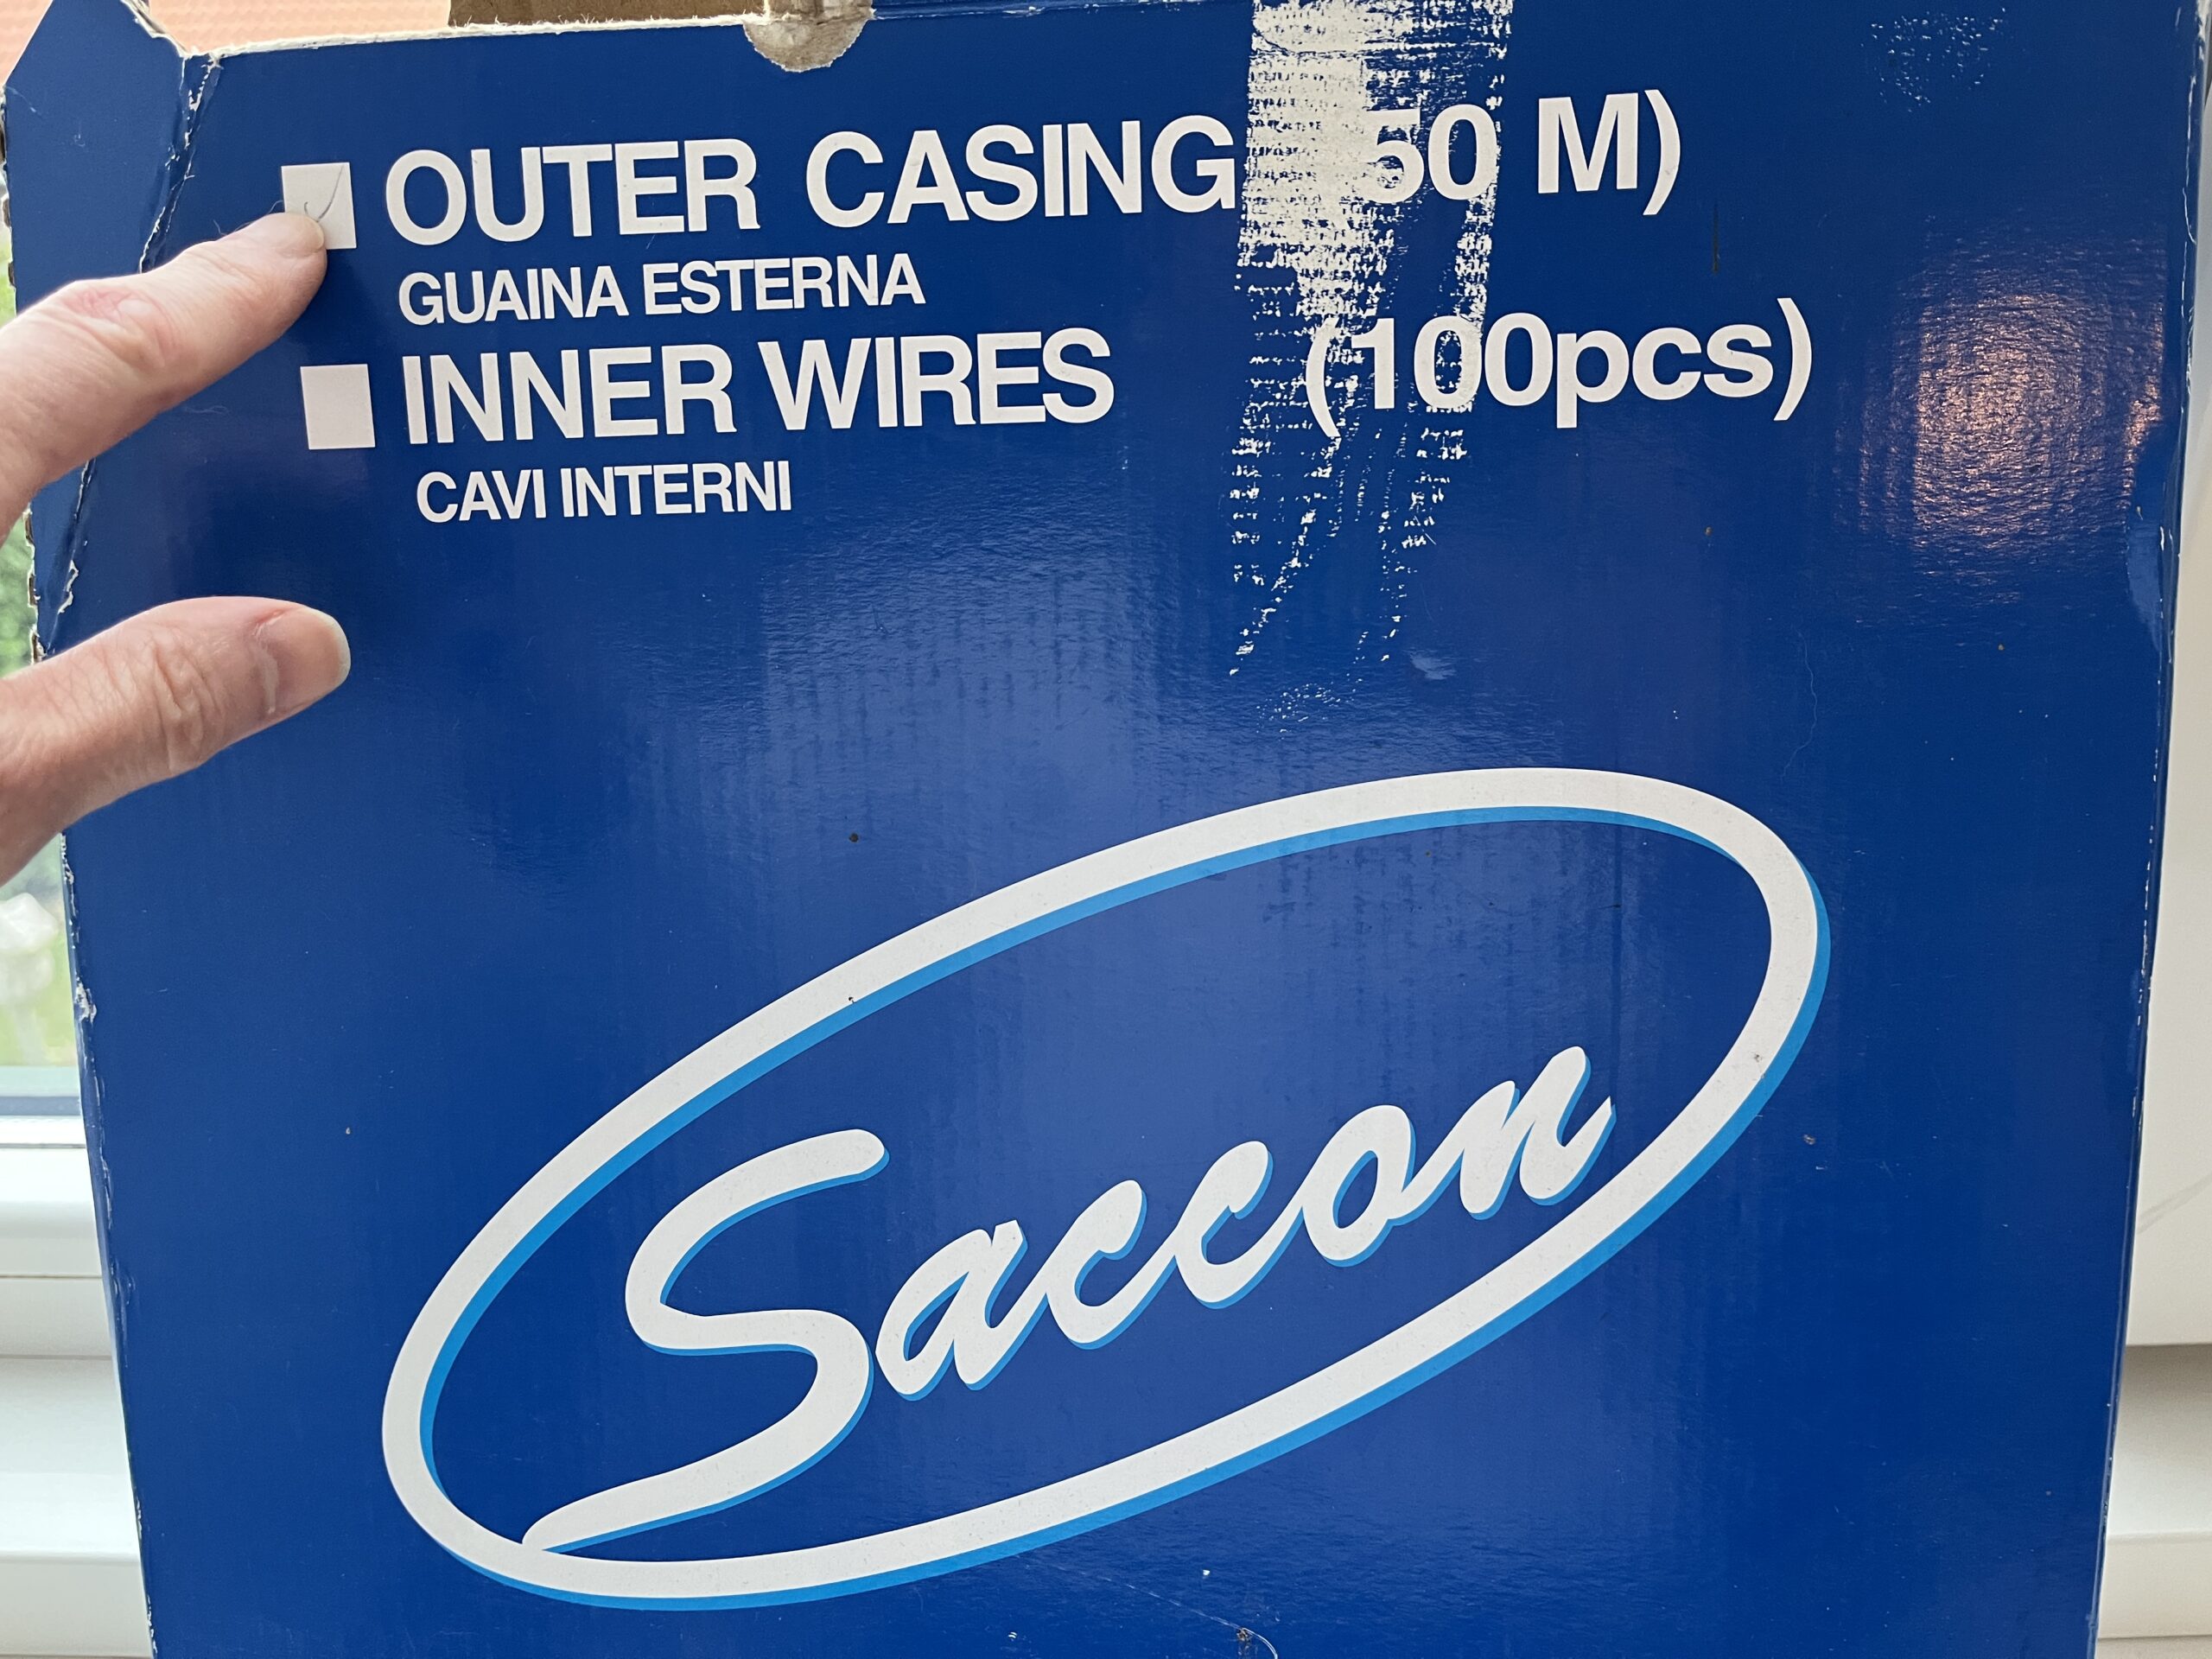 OUTER CASING 50 M)
GUAINA ESTERNA
INNER WIRES (100pcs)
CAVI INTERNI
Saccon